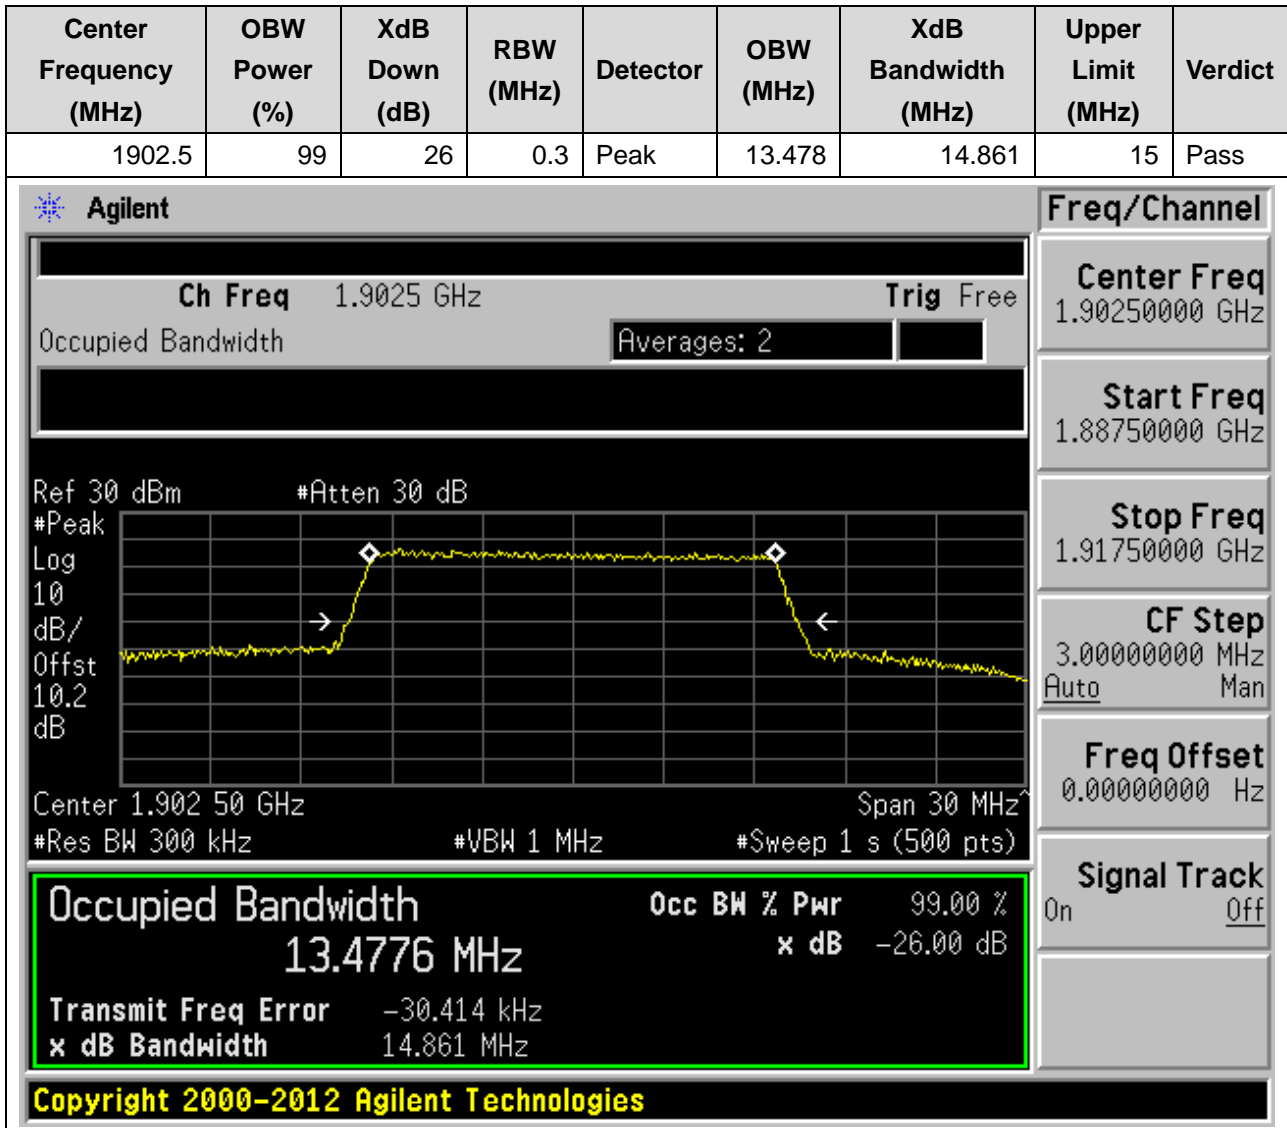 Center Frequency (MHz) OBW Power (%) XdB Down (dB) RBW (MHz) Detector OBW (MHz) XdB Bandwidth (MHz) Upper Limit (MHz) Verdict
1902.5 99 26 0.3 Peak 13.478 14.861 15 Pass
Agilent
Freq/Channel
Ch Freq 1.9025 GHz Trig Free
Occupied Bandwidth Averages: 2
Center Freq
1.90250000 GHz
Start Freq
1.88750000 GHz
Stop Freq
1.91750000 GHz
CF Step
3.00000000 MHz
Auto Man
Freq Offset
0.00000000 Hz
Signal Track
On Off
Ref 30 dBm #Atten 30 dB
#Peak
Log
10
dB/
Offst
10.2
dB
Center 1.902 50 GHz Span 30 MHz^
#Res BW 300 kHz #VBW 1 MHz #Sweep 1 s (500 pts)
Occupied Bandwidth Occ BW % Pwr 99.00 %
13.4776 MHz x dB -26.00 dB
Transmit Freq Error -30.414 kHz
x dB Bandwidth 14.861 MHz
Copyright 2000-2012 Agilent Technologies